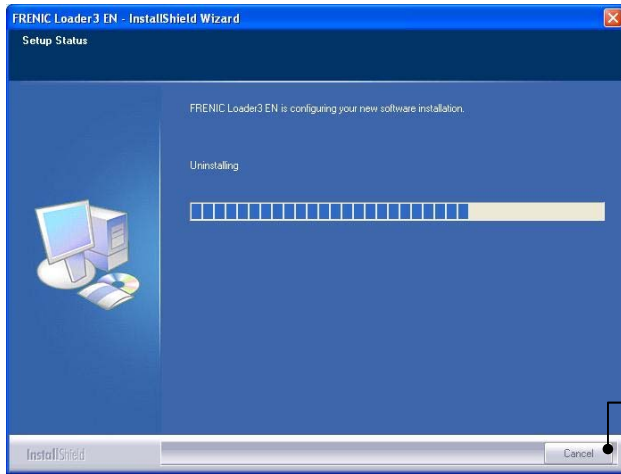 FRENIC Loader3 EN - InstallShield Wizard
Setup Status
FRENIC Loader3 EN is configuring your new software installation.
Uninstalling
InstallShield
Cancel